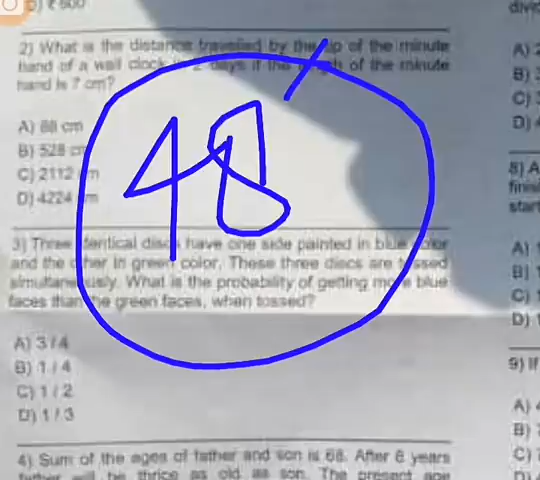 D) ₹ 600
2) What is the distance travelled by the tip of the minute
hand of a wall clock in 2 days if the length of the minute
hand is 7 cm?
A) 88 cm
B) 528 cm
C) 2112 cm
D) 4224 cm
48
3) Three identical discs have one side painted in blue color
and the other in green color. These three discs are tossed
simultaneously. What is the probability of getting more blue
faces than the green faces, when tossed?
A) 3 / 4
B) 1 / 4
C) 1 / 2
D) 1 / 3
4) Sum of the ages of father and son is 68. After 6 years
father will be thrice as old as son. The present age
A)
B)
C)
D)
8) A
A)
B)
C)
D)
9) If
A)
B)
C)
D)